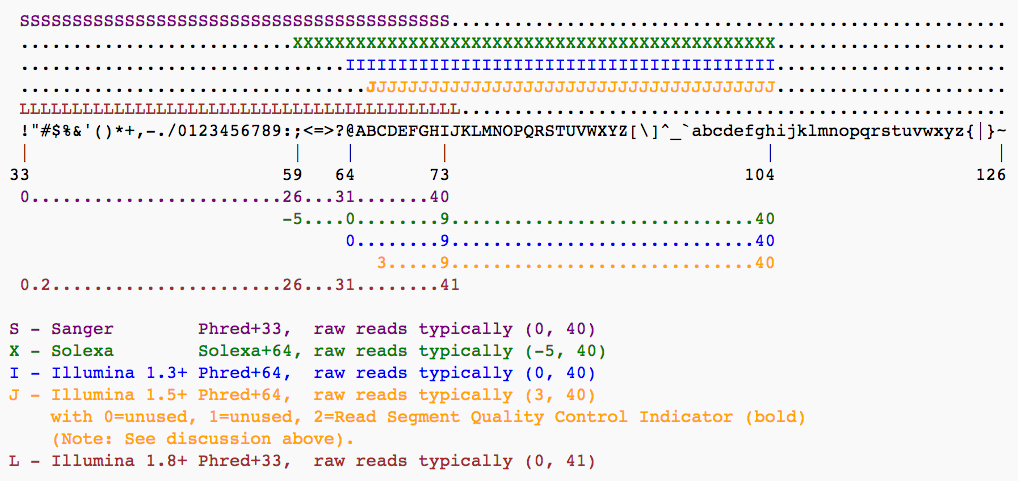 SSSSSSSSSSSSSSSSSSSSSSSSSSSSSSSSSSSSSSSSS.....................................................
..........................XXXXXXXXXXXXXXXXXXXXXXXXXXXXXXXXXXXXXXXXXXXXXX......................
...............................IIIIIIIIIIIIIIIIIIIIIIIIIIIIIIIIIIIIIIIII......................
.................................JJJJJJJJJJJJJJJJJJJJJJJJJJJJJJJJJJJJJJJ......................
LLLLLLLLLLLLLLLLLLLLLLLLLLLLLLLLLLLLLLLLLL....................................................
!"#$%&'()*+,-./0123456789:;<=>?@ABCDEFGHIJKLMNOPQRSTUVWXYZ[\]^_`abcdefghijklmnopqrstuvwxyz{|}~
| | | | | |
33 59 64 73 104 126
0........................26...31.......40
-5....0........9.............................40
0........9.............................40
3.....9.............................40
0.2......................26...31........41
S - Sanger Phred+33, raw reads typically (0, 40)
X - Solexa Solexa+64, raw reads typically (-5, 40)
I - Illumina 1.3+ Phred+64, raw reads typically (0, 40)
J - Illumina 1.5+ Phred+64, raw reads typically (3, 40)
with 0=unused, 1=unused, 2=Read Segment Quality Control Indicator (bold)
(Note: See discussion above).
L - Illumina 1.8+ Phred+33, raw reads typically (0, 41)